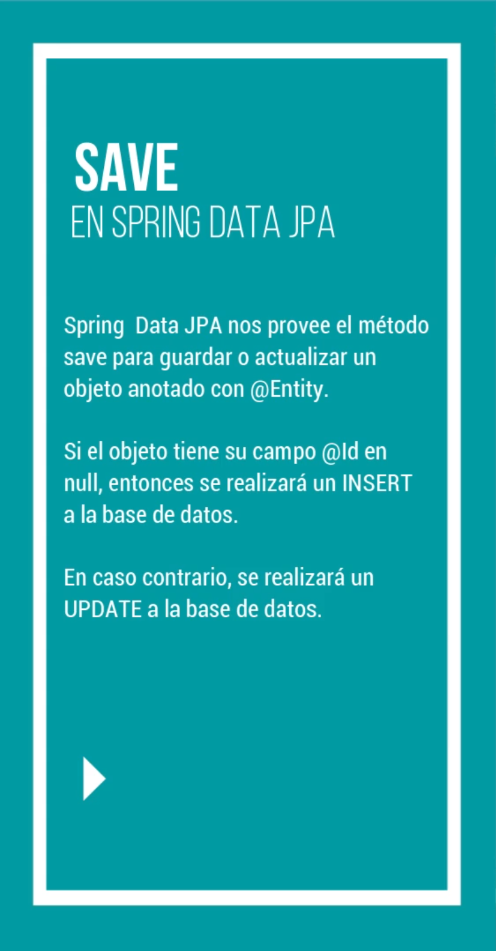 SAVE
EN SPRING DATA JPA
Spring Data JPA nos provee el método
save para guardar o actualizar un
objeto anotado con @Entity.
Si el objeto tiene su campo @Id en
null, entonces se realizará un INSERT
a la base de datos.
En caso contrario, se realizará un
UPDATE a la base de datos.